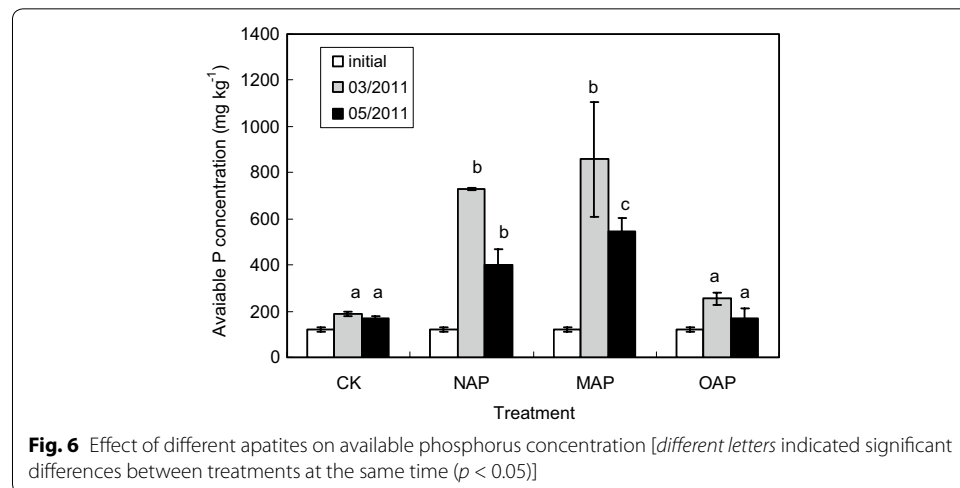 1400
1200
1000
800
600
400
200
0
Avaiable P concentration (mg kg-1)
initial
03/2011
05/2011
a a
b
b
b
c
a
a
CK NAP MAP OAP
Treatment
Fig. 6 Effect of different apatites on available phosphorus concentration [different letters indicated significant
differences between treatments at the same time (p < 0.05)]